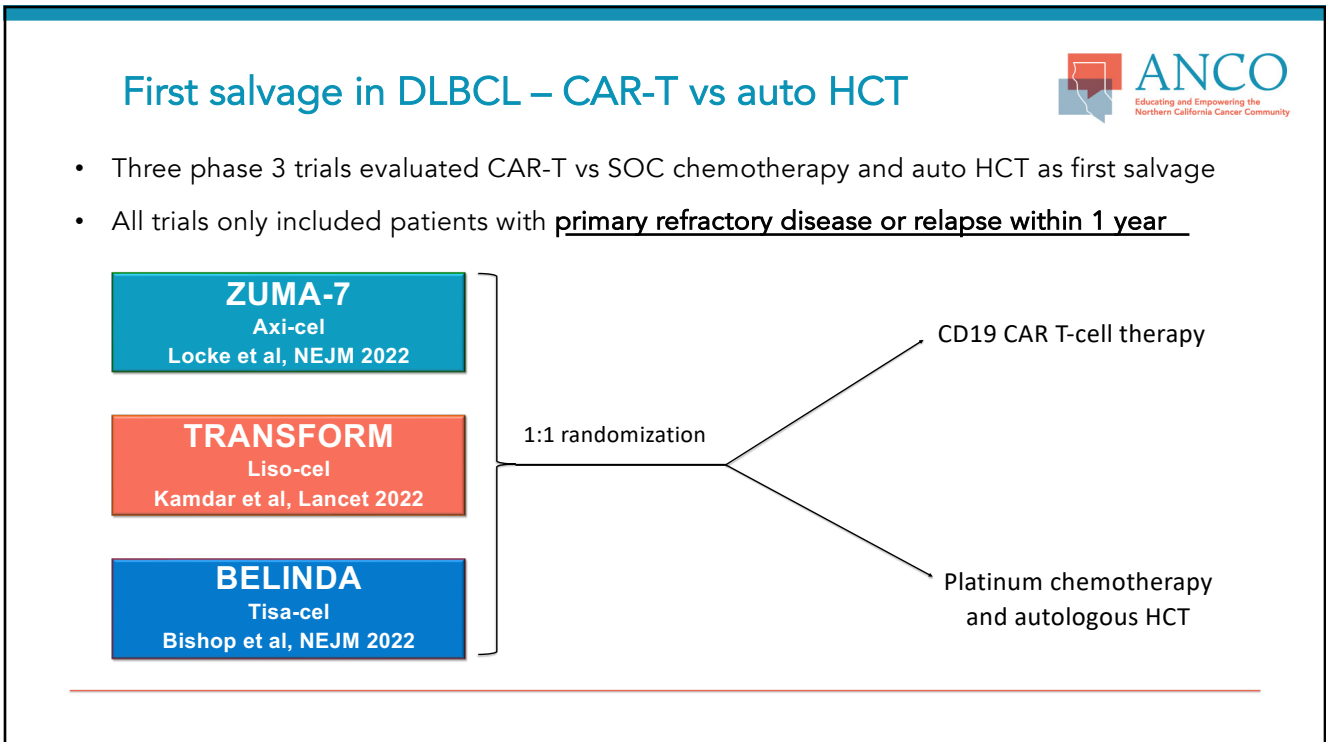 First salvage in DLBCL – CAR-T vs auto HCT
ANCO
Educating and Empowering the
Northern California Cancer Community
• Three phase 3 trials evaluated CAR-T vs SOC chemotherapy and auto HCT as first salvage
• All trials only included patients with primary refractory disease or relapse within 1 year
ZUMA-7
Axi-cel
Locke et al, NEJM 2022
TRANSFORM
Liso-cel
Kamdar et al, Lancet 2022
BELINDA
Tisa-cel
Bishop et al, NEJM 2022
1:1 randomization
CD19 CAR T-cell therapy
Platinum chemotherapy
and autologous HCT